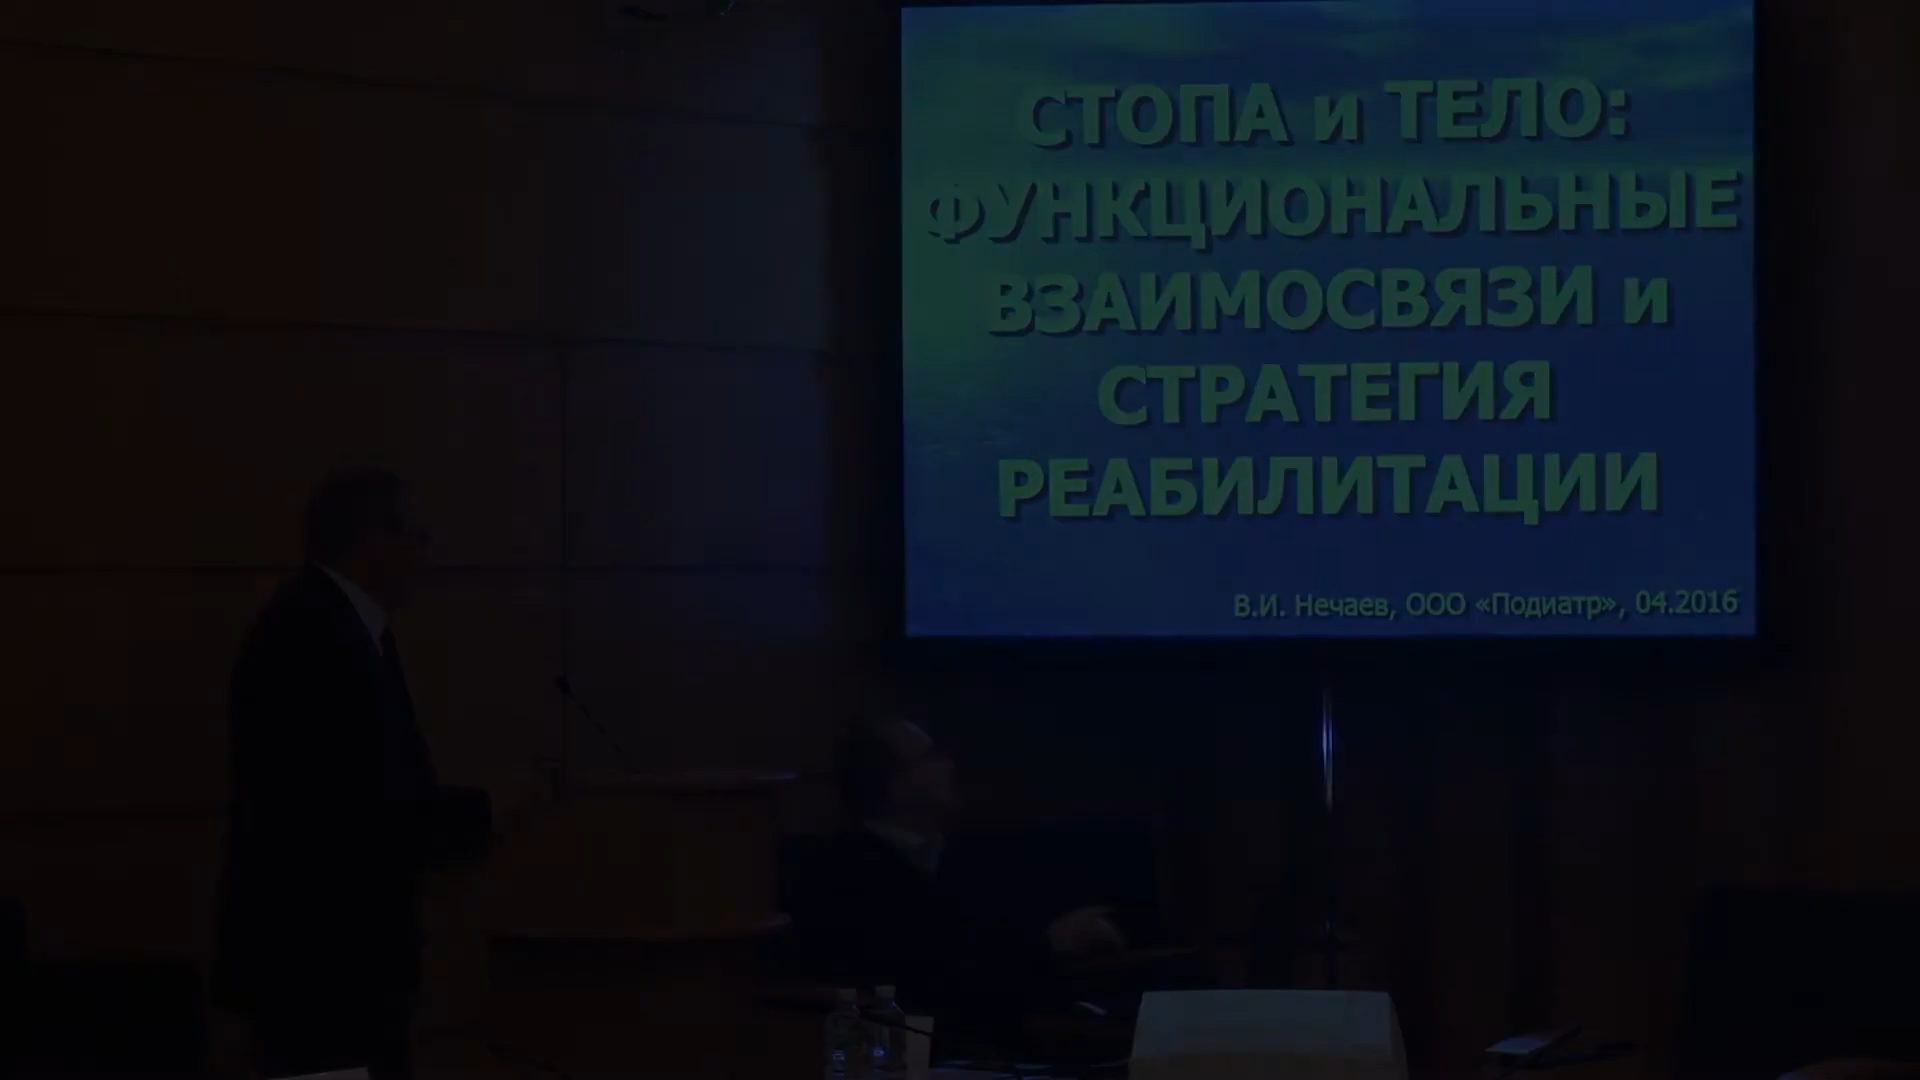 СТОПА и ТЕЛО:
ФУНКЦИОНАЛЬНЫЕ
ВЗАИМОСВЯЗИ и
СТРАТЕГИЯ
РЕАБИЛИТАЦИИ
В.И. Нечаев, ООО «Подиатр», 04.2016